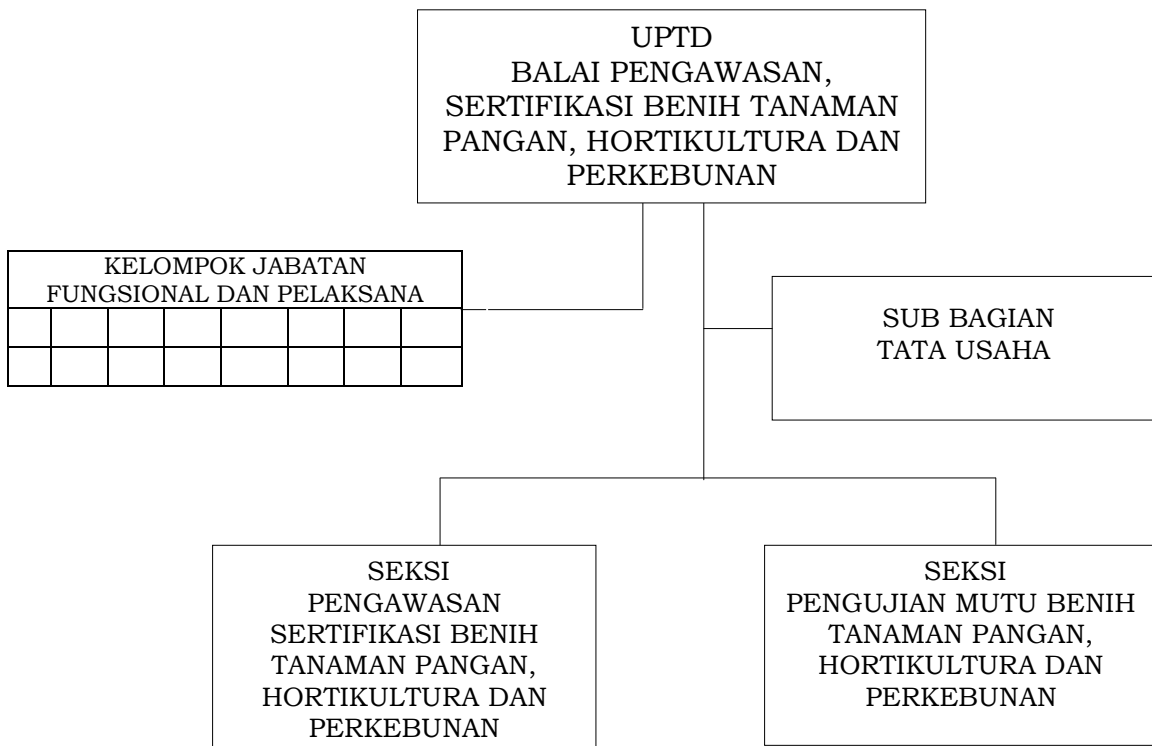 UPTD
BALAI PENGAWASAN,
SERTIFIKASI BENIH TANAMAN
PANGAN, HORTIKULTURA DAN
PERKEBUNAN
KELOMPOK JABATAN
FUNGSIONAL DAN PELAKSANA
SUB BAGIAN
TATA USAHA
SEKSI
PENGAWASAN
SERTIFIKASI BENIH
TANAMAN PANGAN,
HORTIKULTURA DAN
PERKEBUNAN
SEKSI
PENGUJIAN MUTU BENIH
TANAMAN PANGAN,
HORTIKULTURA DAN
PERKEBUNAN